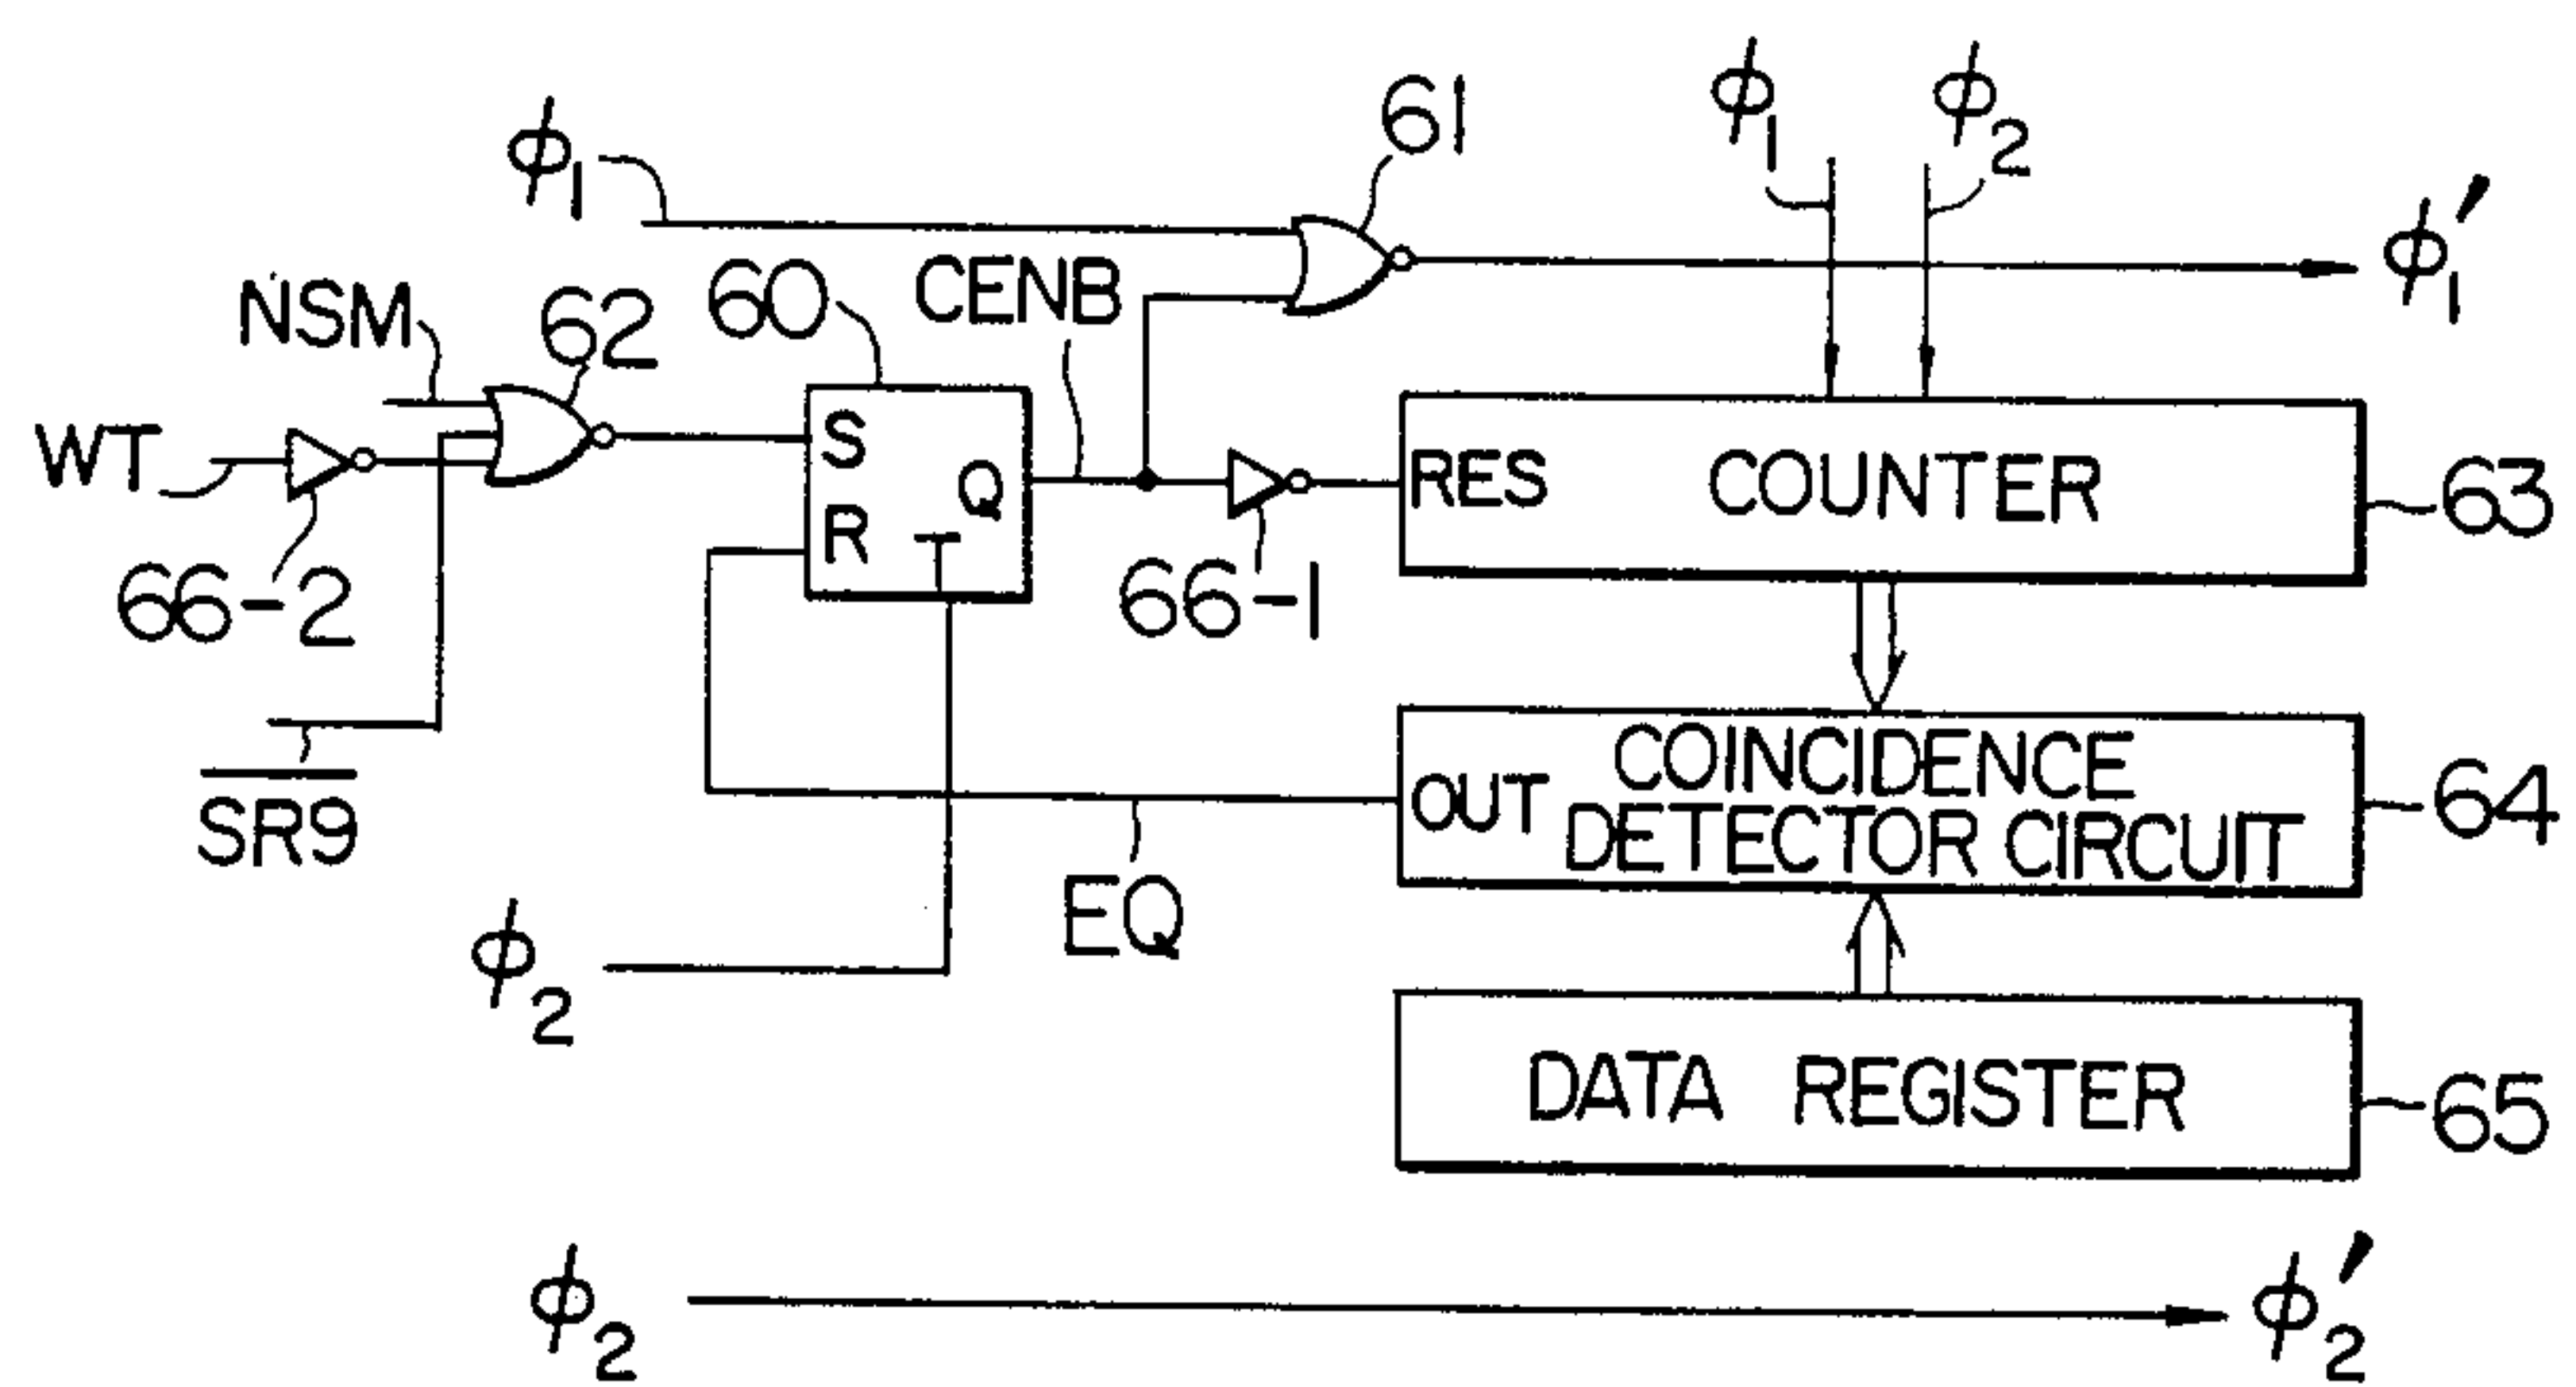 ϕ1
61
ϕ1
ϕ2
ϕ1'
NSM
62
60
CENB
WT
S
R
T
Q
RES
COUNTER
63
66-2
66-1
S̅R̅9̅
OUT
COINCIDENCE
DETECTOR CIRCUIT
64
EQ
ϕ2
DATA REGISTER
65
ϕ2
ϕ2'